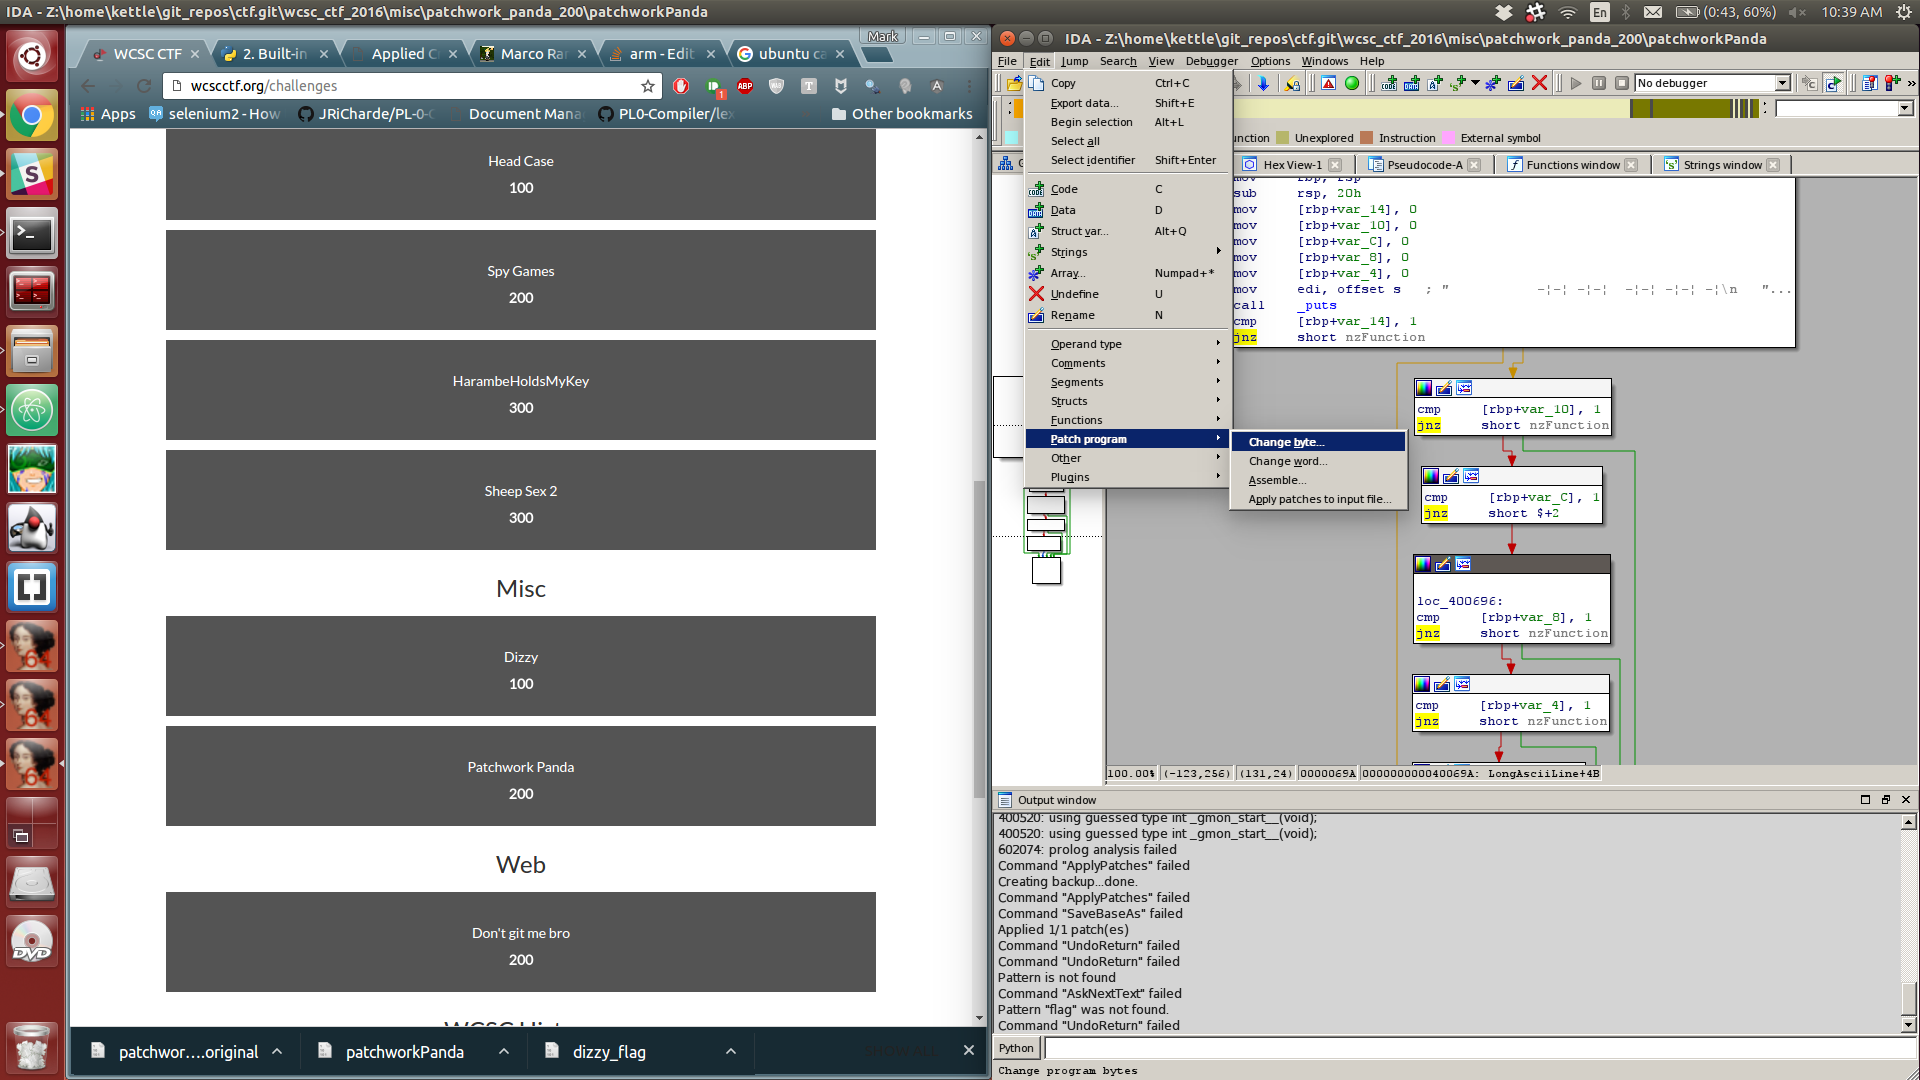 IDA - Z:\home\kettle\git_repos\ctf.git\wcsc_ctf_2016\misc\patchwork_panda_200\patchworkPanda
En
(0:43, 60%)
10:39 AM
WCSC CTF
2. Built-in
Applied C
Marco Ra
arm - Edit
ubuntu ca
Mark
wcscctf.org/challenges
Apps
selenium2 - How
JRiCharde/PL-0-C
Document Mana
PL0-Compiler/lex
Other bookmarks
Head Case
100
Spy Games
200
HarambeHoldsMyKey
300
Sheep Sex 2
300
Misc
Dizzy
100
Patchwork Panda
200
Web
Don't git me bro
200
patchwor....original
patchworkPanda
dizzy_flag
IDA - Z:\home\kettle\git_repos\ctf.git\wcsc_ctf_2016\misc\patchwork_panda_200\patchworkPanda
File Edit Jump Search View Debugger Options Windows Help
No debugger
Copy Ctrl+C
Export data... Shift+E
Begin selection Alt+L
Select all
Select identifier Shift+Enter
Code C
Data D
Struct var... Alt+Q
Strings
Array... Numpad+*
Undefine U
Rename N
Operand type
Comments
Segments
Structs
Functions
Patch program
Other
Plugins
Change byte...
Change word...
Assemble...
Apply patches to input file...
nction Unexplored Instruction External symbol
Hex View-1
Pseudocode-A
Functions window
Strings window
mov rbp, rsp
sub rsp, 20h
mov [rbp+var_14], 0
mov [rbp+var_10], 0
mov [rbp+var_C], 0
mov [rbp+var_8], 0
mov [rbp+var_4], 0
mov edi, offset s ; " -¦-¦ -¦-¦ -¦-¦ -¦-¦ -¦\n "...
call _puts
cmp [rbp+var_14], 1
jnz short nzFunction
cmp [rbp+var_10], 1
jnz short nzFunction
cmp [rbp+var_C], 1
jnz short $+2
loc_400696:
cmp [rbp+var_8], 1
jnz short nzFunction
cmp [rbp+var_4], 1
jnz short nzFunction
100.00% (-123,256) (131,24) 0000069A 000000000040069A: LongAsciiLine+4B
Output window
400520: using guessed type int _gmon_start__(void);
400520: using guessed type int _gmon_start__(void);
602074: prolog analysis failed
Command "ApplyPatches" failed
Creating backup...done.
Command "ApplyPatches" failed
Command "SaveBaseAs" failed
Applied 1/1 patch(es)
Command "UndoReturn" failed
Command "UndoReturn" failed
Pattern is not found
Command "AskNextText" failed
Pattern "flag" was not found.
Command "UndoReturn" failed
Python
Change program bytes